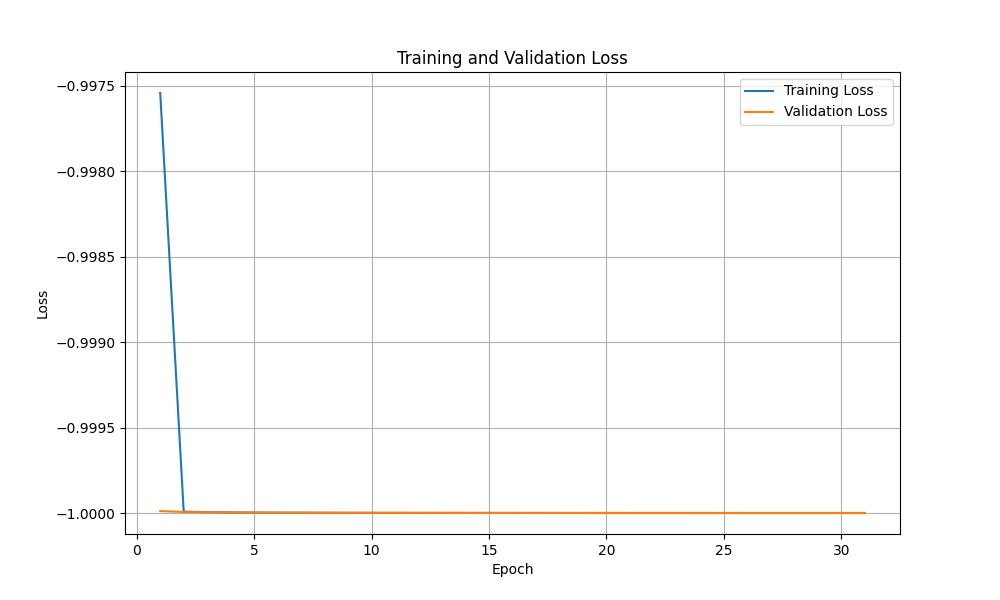 Training and Validation Loss
Training Loss
Validation Loss
Loss
−0.9975
−0.9980
−0.9985
−0.9990
−0.9995
−1.0000
0 5 10 15 20 25 30
Epoch